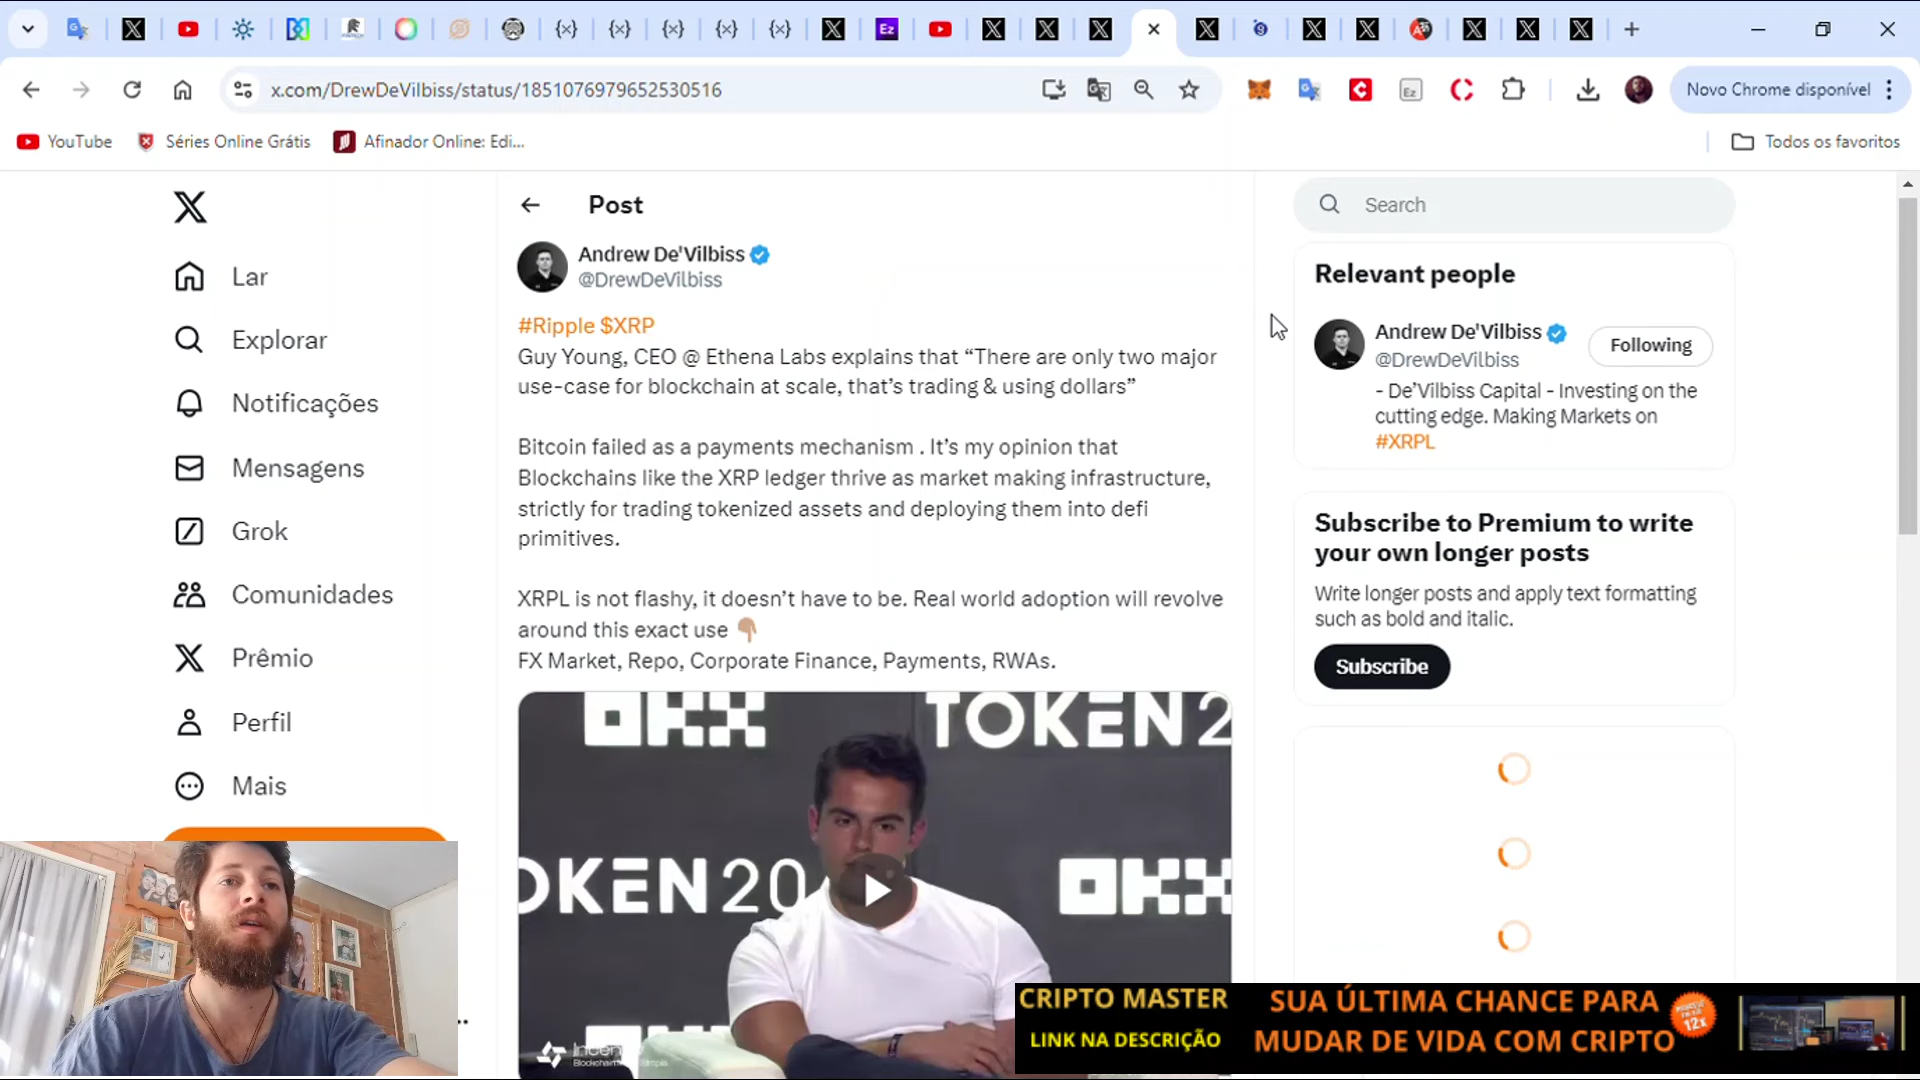 x.com/DrewDeVilbiss/status/1851076979652530516
Novo Chrome disponível
YouTube
Séries Online Grátis
Afinador Online: Edi...
Todos os favoritos
Post
Search
Lar
Explorar
Notificações
Mensagens
Grok
Comunidades
Prêmio
Perfil
Mais
Andrew De'Vilbiss
@DrewDeVilbiss
#Ripple $XRP
Guy Young, CEO @ Ethena Labs explains that “There are only two major
use-case for blockchain at scale, that’s trading & using dollars”
Bitcoin failed as a payments mechanism . It’s my opinion that
Blockchains like the XRP ledger thrive as market making infrastructure,
strictly for trading tokenized assets and deploying them into defi
primitives.
XRPL is not flashy, it doesn’t have to be. Real world adoption will revolve
around this exact use 👇🏼
FX Market, Repo, Corporate Finance, Payments, RWAs.
OKX
TOKEN2
OKEN20
OKX
Relevant people
Andrew De'Vilbiss
@DrewDeVilbiss
Following
- De’Vilbiss Capital - Investing on the
cutting edge. Making Markets on
#XRPL
Subscribe to Premium to write
your own longer posts
Write longer posts and apply text formatting
such as bold and italic.
Subscribe
CRIPTO MASTER
LINK NA DESCRIÇÃO
SUA ÚLTIMA CHANCE PARA
MUDAR DE VIDA COM CRIPTO
12x